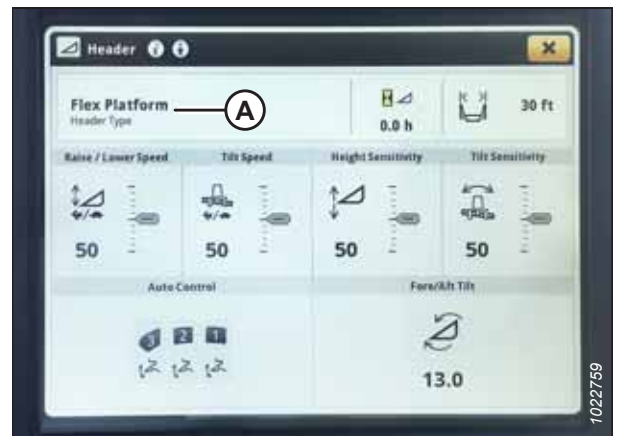 Header
Flex Platform
Header Type
A
0.0 h
30 ft
Raise / Lower Speed
Tilt Speed
Height Sensitivity
Tilt Sensitivity
50
50
50
50
Auto Control
Fore/Aft Tilt
3 2 1
13.0
1022759